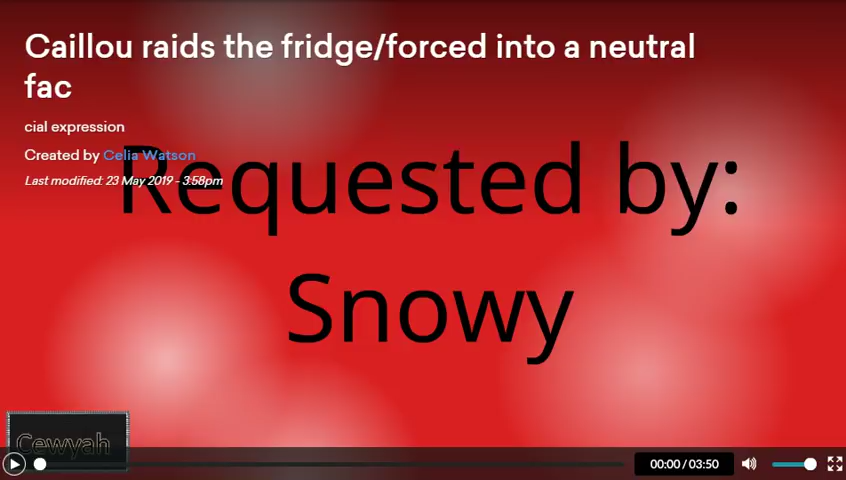 Caillou raids the fridge/forced into a neutral
fac
cial expression
Created by Celia Watson
Last modified: 23 May 2019 - 3:58pm
Requested by:
Snowy
Cewyah
00:00 / 03:50